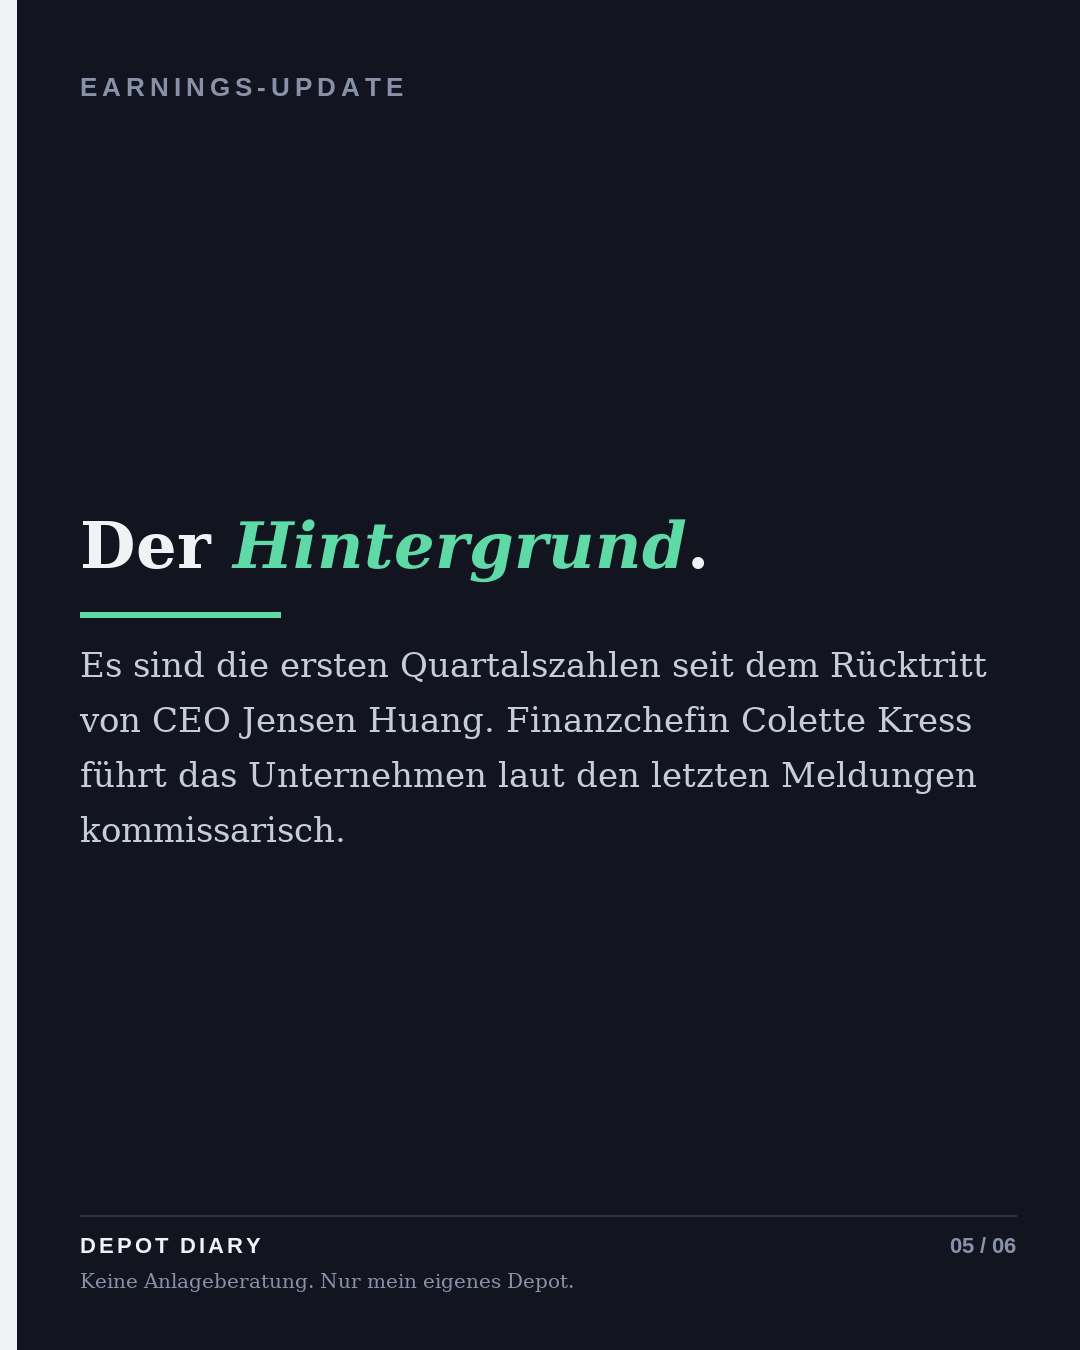 EARNINGS-UPDATE
Der Hintergrund.
Es sind die ersten Quartalszahlen seit dem Rücktritt
von CEO Jensen Huang. Finanzchefin Colette Kress
führt das Unternehmen laut den letzten Meldungen
kommissarisch.
DEPOT DIARY
05 / 06
Keine Anlageberatung. Nur mein eigenes Depot.